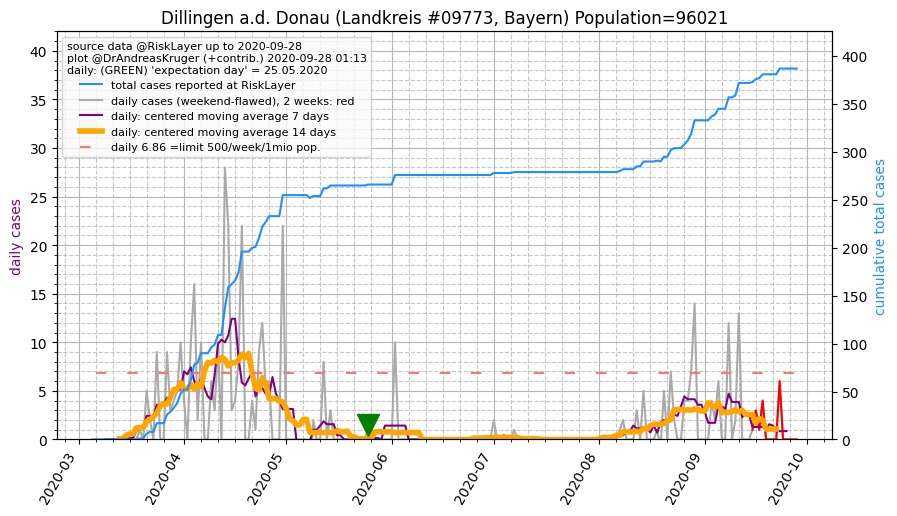 Dillingen a.d. Donau (Landkreis #09773, Bayern) Population=96021
source data @RiskLayer up to 2020-09-28
plot @DrAndreasKruger (+contrib.) 2020-09-28 01:13
daily: (GREEN) 'expectation day' = 25.05.2020
total cases reported at RiskLayer
daily cases (weekend-flawed), 2 weeks: red
daily: centered moving average 7 days
daily: centered moving average 14 days
daily 6.86 =limit 500/week/1mio pop.
daily cases
40
35
30
25
20
15
10
5
0
cumulative total cases
400
350
300
250
200
150
100
50
0
2020-03
2020-04
2020-05
2020-06
2020-07
2020-08
2020-09
2020-10